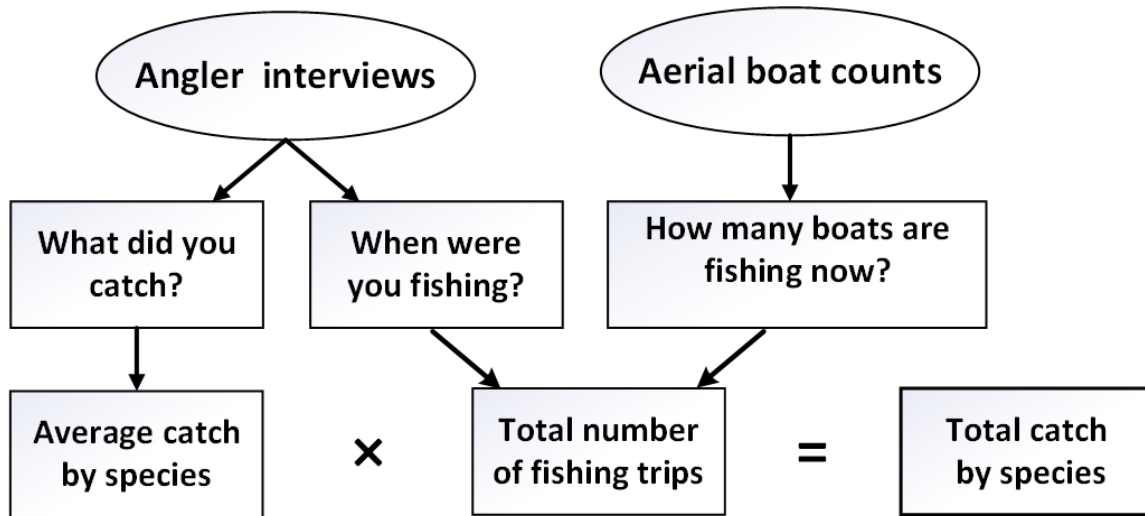 Angler interviews
Aerial boat counts
What did you
catch?
When were
you fishing?
How many boats are
fishing now?
Average catch
by species
×
Total number
of fishing trips
=
Total catch
by species